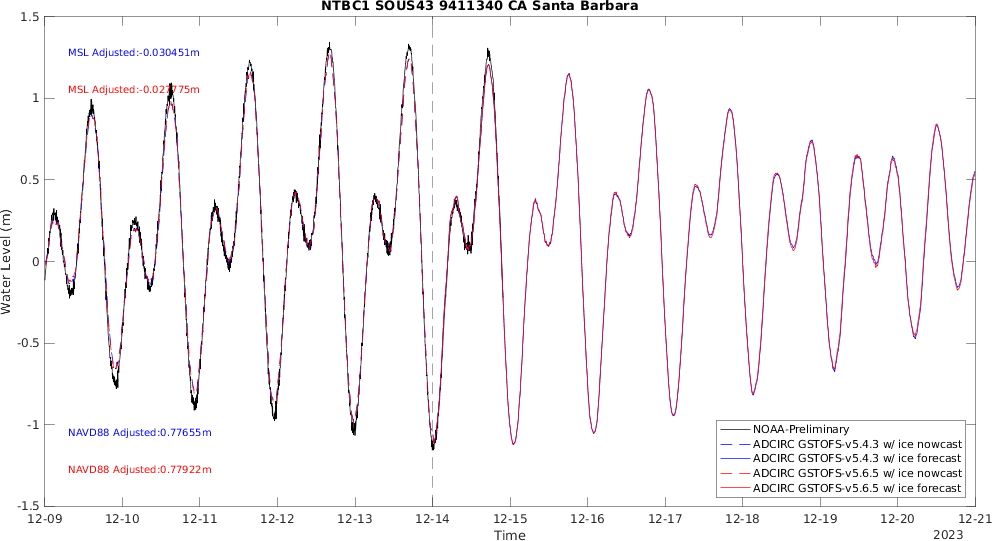 NTBC1 SOUS43 9411340 CA Santa Barbara
1.5
1
0.5
0
-0.5
-1
-1.5
Water Level (m)
MSL Adjusted:-0.030451m
MSL Adjusted:-0.027775m
NAVD88 Adjusted:0.77655m
NAVD88 Adjusted:0.77922m
NOAA-Preliminary
ADCIRC GSTOFS-v5.4.3 w/ ice nowcast
ADCIRC GSTOFS-v5.4.3 w/ ice forecast
ADCIRC GSTOFS-v5.6.5 w/ ice nowcast
ADCIRC GSTOFS-v5.6.5 w/ ice forecast
12-09 12-10 12-11 12-12 12-13 12-14 12-15 12-16 12-17 12-18 12-19 12-20 12-21
Time
2023